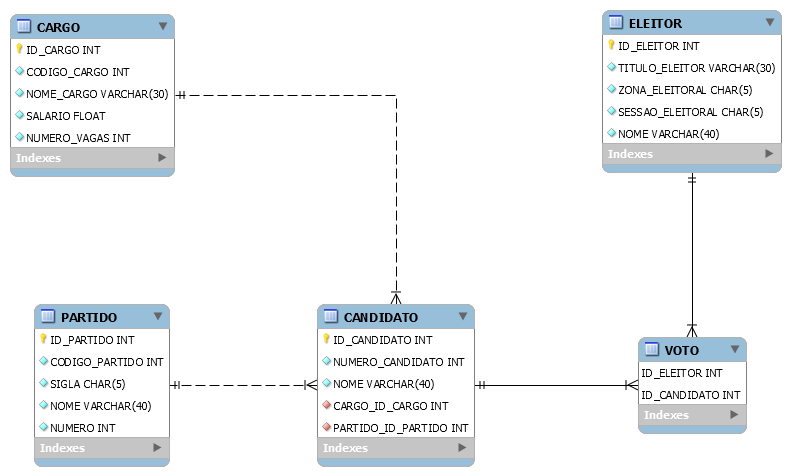 CARGO
ID_CARGO INT
CODIGO_CARGO INT
NOME_CARGO VARCHAR(30)
SALARIO FLOAT
NUMERO_VAGAS INT
Indexes
ELEITOR
ID_ELEITOR INT
TITULO_ELEITOR VARCHAR(30)
ZONA_ELEITORAL CHAR(5)
SESSAO_ELEITORAL CHAR(5)
NOME VARCHAR(40)
Indexes
PARTIDO
ID_PARTIDO INT
CODIGO_PARTIDO INT
SIGLA CHAR(5)
NOME VARCHAR(40)
NUMERO INT
Indexes
CANDIDATO
ID_CANDIDATO INT
NUMERO_CANDIDATO INT
NOME VARCHAR(40)
CARGO_ID_CARGO INT
PARTIDO_ID_PARTIDO INT
Indexes
VOTO
ID_ELEITOR INT
ID_CANDIDATO INT
Indexes